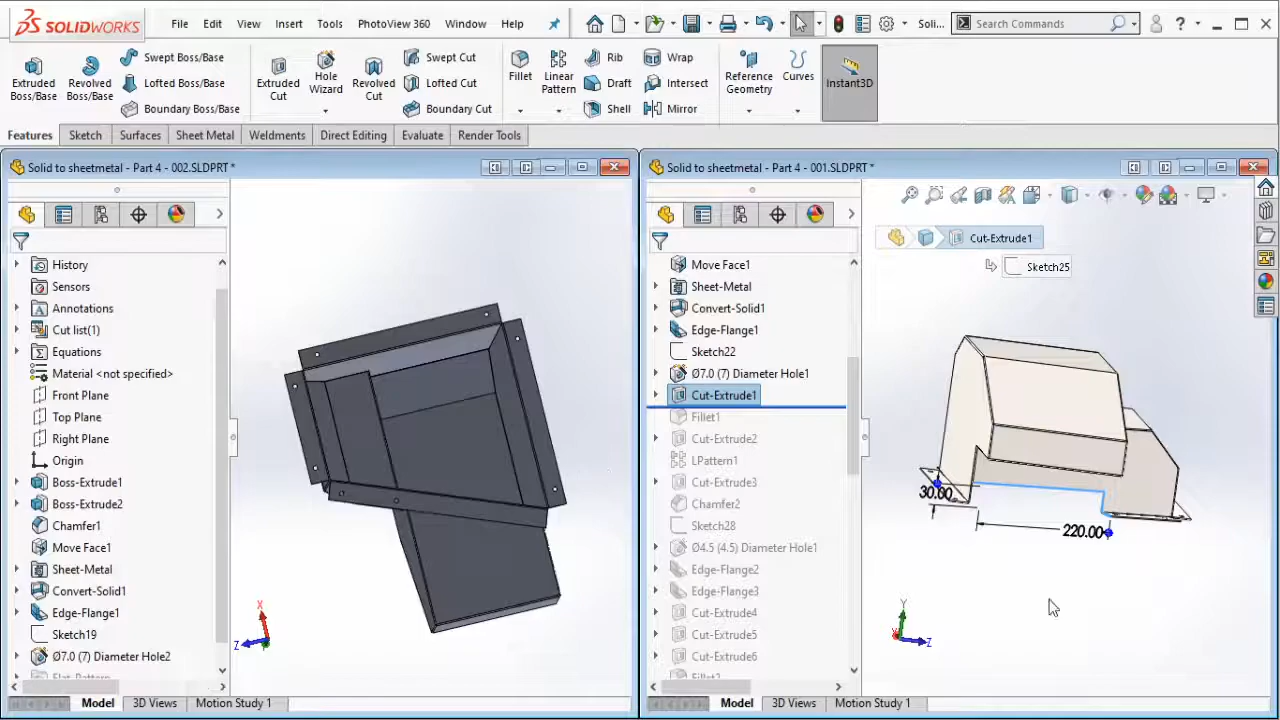 SOLIDWORKS
File Edit View Insert Tools PhotoView 360 Window Help
Soli...
Search Commands
?
Extruded Boss/Base
Revolved Boss/Base
Swept Boss/Base
Lofted Boss/Base
Boundary Boss/Base
Extruded Cut
Hole Wizard
Revolved Cut
Swept Cut
Lofted Cut
Boundary Cut
Fillet
Linear Pattern
Rib
Draft
Shell
Wrap
Intersect
Mirror
Reference Geometry
Curves
Instant3D
Features Sketch Surfaces Sheet Metal Weldments Direct Editing Evaluate Render Tools
Solid to sheetmetal - Part 4 - 002.SLDPRT *
History
Sensors
Annotations
Cut list(1)
Equations
Material <not specified>
Front Plane
Top Plane
Right Plane
Origin
Boss-Extrude1
Boss-Extrude2
Chamfer1
Move Face1
Sheet-Metal
Convert-Solid1
Edge-Flange1
Sketch19
Ø7.0 (7) Diameter Hole2
Flat-Pattern
X
Z
Model 3D Views Motion Study 1
Solid to sheetmetal - Part 4 - 001.SLDPRT *
Move Face1
Sheet-Metal
Convert-Solid1
Edge-Flange1
Sketch22
Ø7.0 (7) Diameter Hole1
Cut-Extrude1
Fillet1
Cut-Extrude2
LPattern1
Cut-Extrude3
Chamfer2
Sketch28
Ø4.5 (4.5) Diameter Hole1
Edge-Flange2
Edge-Flange3
Cut-Extrude4
Cut-Extrude5
Cut-Extrude6
Fillet2
Cut-Extrude1
Sketch25
30.00
220.00
Y
X
Z
Model 3D Views Motion Study 1